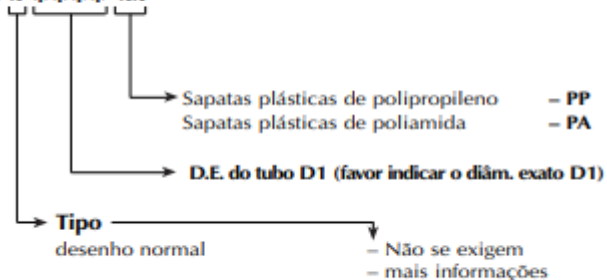 Sapatas plásticas de polipropileno – PP
Sapatas plásticas de poliamida – PA
D.E. do tubo D1 (favor indicar o diâm. exato D1)
Tipo
desenho normal – Não se exigem
– mais informações